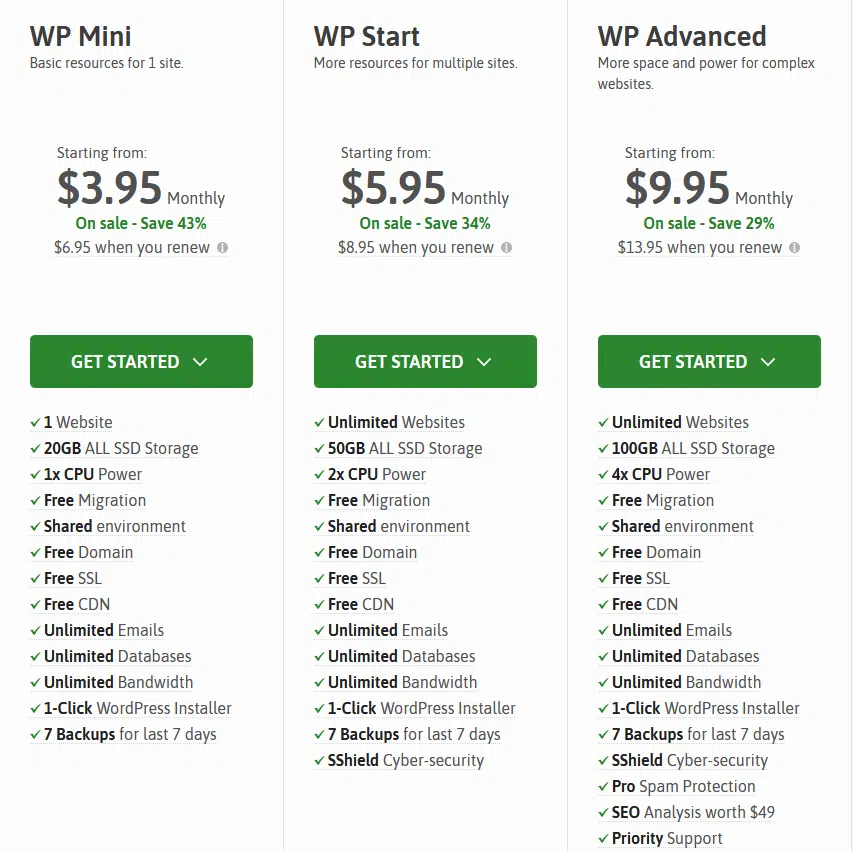 WP Mini
Basic resources for 1 site.
Starting from:
$3.95 Monthly
On sale - Save 43%
$6.95 when you renew
GET STARTED
1 Website
20GB ALL SSD Storage
1x CPU Power
Free Migration
Shared environment
Free Domain
Free SSL
Free CDN
Unlimited Emails
Unlimited Databases
Unlimited Bandwidth
1-Click WordPress Installer
7 Backups for last 7 days
WP Start
More resources for multiple sites.
Starting from:
$5.95 Monthly
On sale - Save 34%
$8.95 when you renew
GET STARTED
Unlimited Websites
50GB ALL SSD Storage
2x CPU Power
Free Migration
Shared environment
Free Domain
Free SSL
Free CDN
Unlimited Emails
Unlimited Databases
Unlimited Bandwidth
1-Click WordPress Installer
7 Backups for last 7 days
SShield Cyber-security
WP Advanced
More space and power for complex
websites.
Starting from:
$9.95 Monthly
On sale - Save 29%
$13.95 when you renew
GET STARTED
Unlimited Websites
100GB ALL SSD Storage
4x CPU Power
Free Migration
Shared environment
Free Domain
Free SSL
Free CDN
Unlimited Emails
Unlimited Databases
Unlimited Bandwidth
1-Click WordPress Installer
7 Backups for last 7 days
SShield Cyber-security
Pro Spam Protection
SEO Analysis worth $49
Priority Support